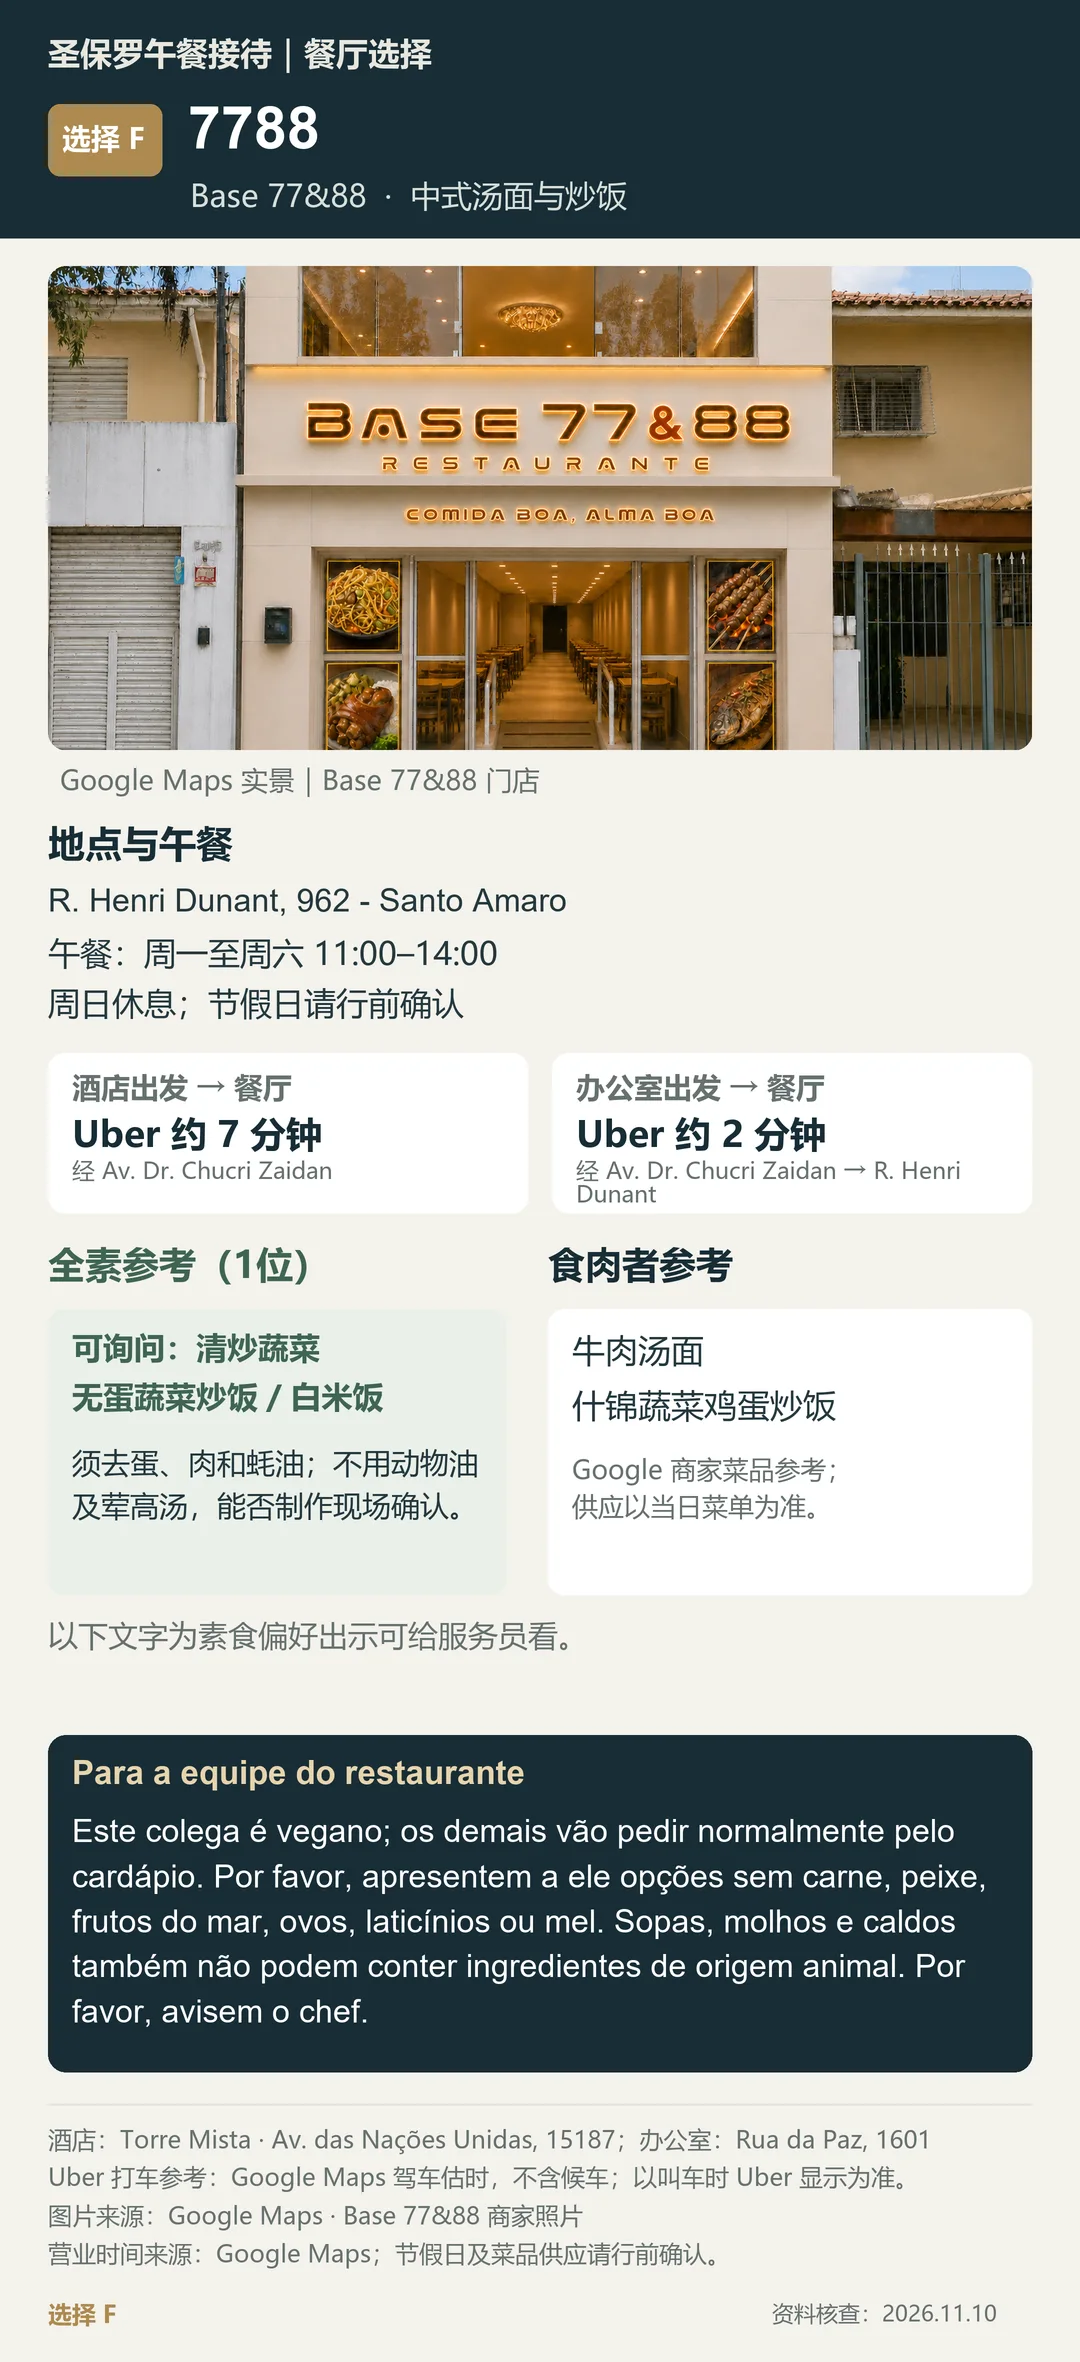 圣保罗午餐接待｜餐厅选择
选择 F
7788
Base 77&88 · 中式汤面与炒饭
BASE 77&88
RESTAURANTE
COMIDA BOA, ALMA BOA
Google Maps 实景｜Base 77&88 门店
地点与午餐
R. Henri Dunant, 962 - Santo Amaro
午餐：周一至周六 11:00–14:00
周日休息；节假日请行前确认
酒店出发 → 餐厅
Uber 约 7 分钟
经 Av. Dr. Chucri Zaidan
办公室出发 → 餐厅
Uber 约 2 分钟
经 Av. Dr. Chucri Zaidan → R. Henri
Dunant
全素参考（1位）
可询问：清炒蔬菜
无蛋蔬菜炒饭 / 白米饭
须去蛋、肉和蚝油；不用动物油
及荤高汤，能否制作现场确认。
食肉者参考
牛肉汤面
什锦蔬菜鸡蛋炒饭
Google 商家菜品参考；
供应以当日菜单为准。
以下文字为素食偏好出示可给服务员看。
Para a equipe do restaurante
Este colega é vegano; os demais vão pedir normalmente pelo
cardápio. Por favor, apresentem a ele opções sem carne, peixe,
frutos do mar, ovos, laticínios ou mel. Sopas, molhos e caldos
também não podem conter ingredientes de origem animal. Por
favor, avisem o chef.
酒店：Torre Mista · Av. das Nações Unidas, 15187；办公室：Rua da Paz, 1601
Uber 打车参考：Google Maps 驾车估时，不含候车；以叫车时 Uber 显示为准。
图片来源：Google Maps · Base 77&88 商家照片
营业时间来源：Google Maps；节假日及菜品供应请行前确认。
选择 F
资料核查：2026.11.10